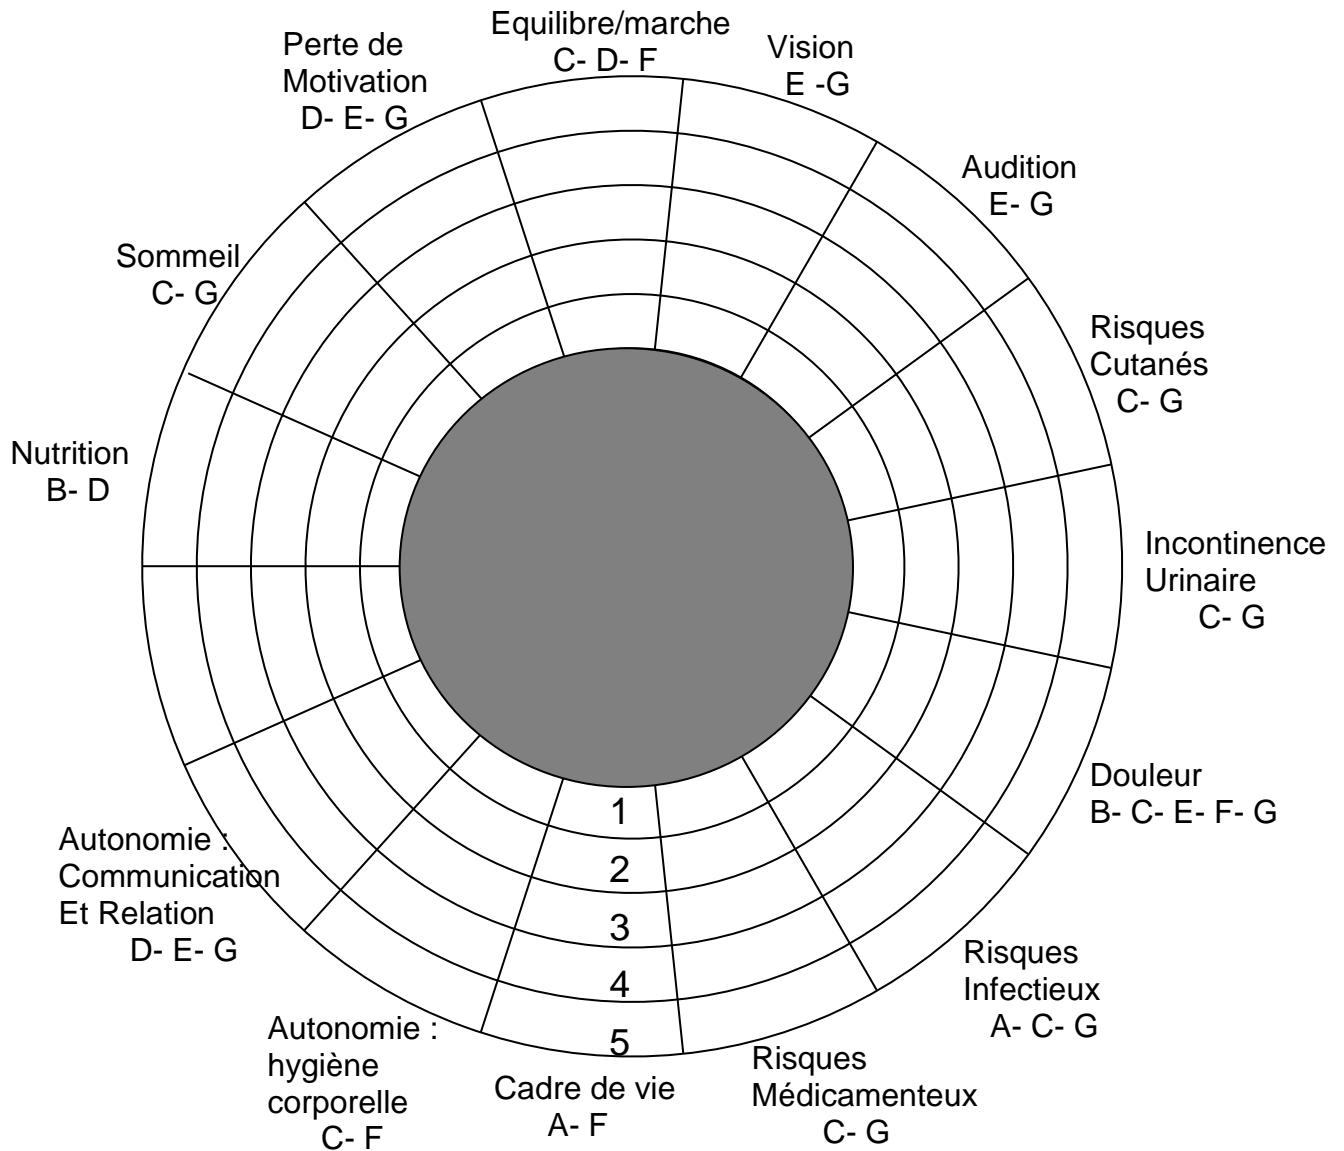 Equilibre/marche
C- D- F
Vision
E -G
Audition
E- G
Risques
Cutanés
C- G
Incontinence
Urinaire
C- G
Douleur
B- C- E- F- G
Risques
Infectieux
A- C- G
Risques
Médicamenteux
C- G
Cadre de vie
A- F
Autonomie :
hygiène
corporelle
C- F
Autonomie :
Communication
Et Relation
D- E- G
Nutrition
B- D
Sommeil
C- G
Perte de
Motivation
D- E- G
1
2
3
4
5